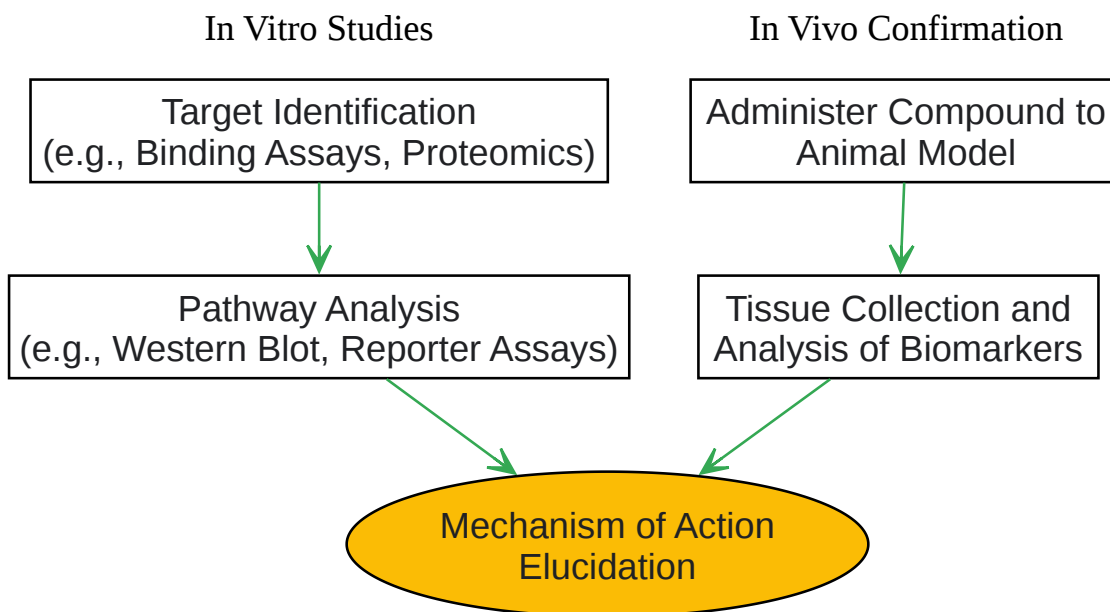 In Vitro Studies
Target Identification
(e.g., Binding Assays, Proteomics)
Pathway Analysis
(e.g., Western Blot, Reporter Assays)
In Vivo Confirmation
Administer Compound to
Animal Model
Tissue Collection and
Analysis of Biomarkers
Mechanism of Action
Elucidation